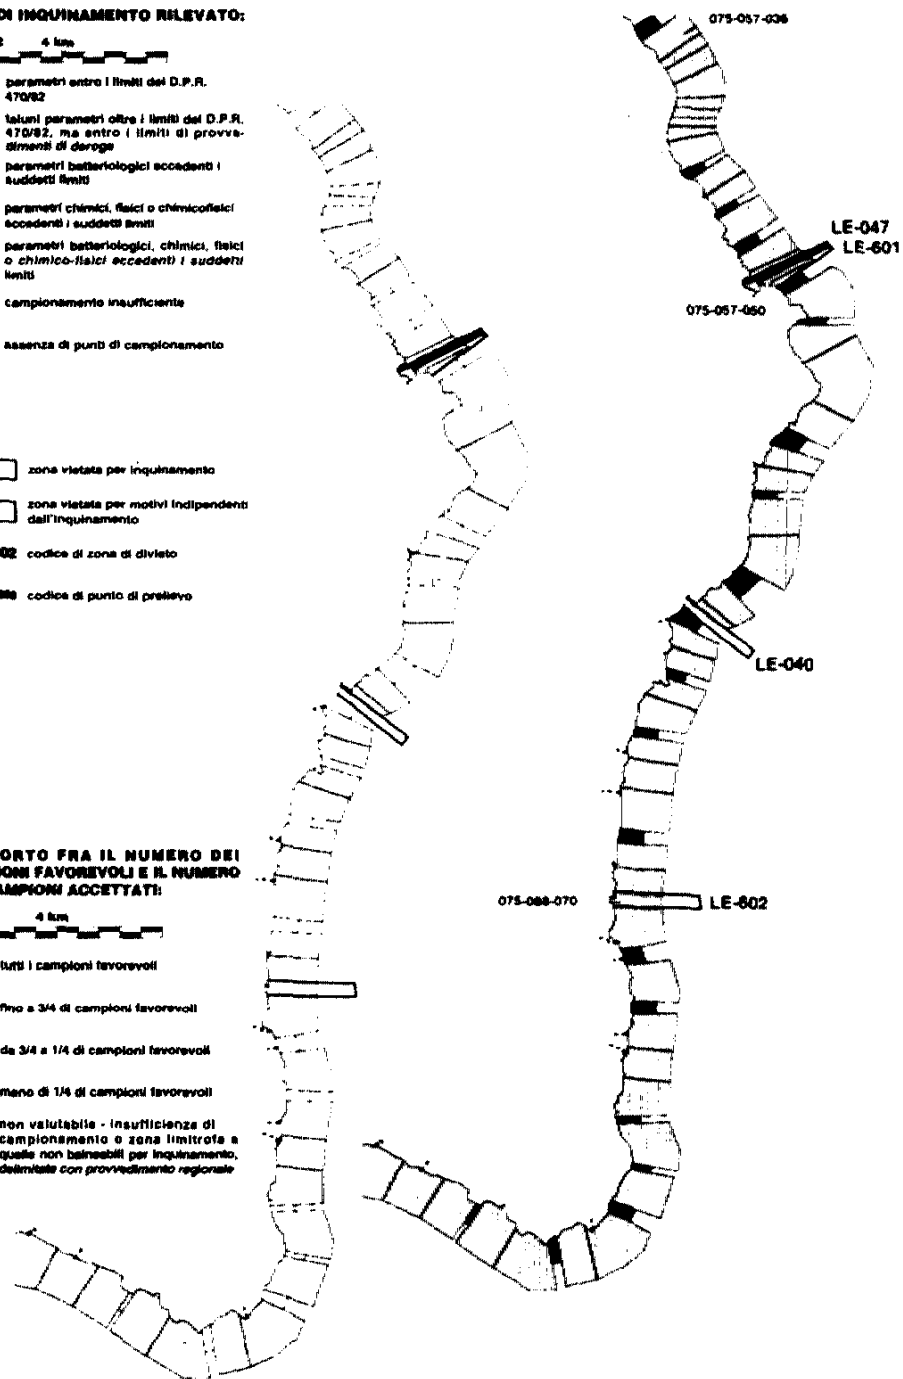 DI INQUINAMENTO RILEVATO:
4 km
parametri entro i limiti del D.P.R.
470/82
taluni parametri oltre i limiti del D.P.R.
470/82, ma entro i limiti di provve-
dimenti di deroga
parametri batteriologici eccedenti i
suddetti limiti
parametri chimici, fisici o chimicofisici
eccedenti i suddetti limiti
parametri batteriologici, chimici, fisici
o chimico-fisici eccedenti i suddetti
limiti
campionamento insufficiente
assenza di punti di campionamento
zona vietata per inquinamento
zona vietata per motivi indipendenti
dall'inquinamento
02 codice di zona di divieto
codice di punto di prelievo
ORTO FRA IL NUMERO DEI
IONI FAVOREVOLI E IL NUMERO
AMPIONI ACCETTATI:
4 km
tutti i campioni favorevoli
fino a 3/4 di campioni favorevoli
da 3/4 a 1/4 di campioni favorevoli
meno di 1/4 di campioni favorevoli
non valutabile - insufficienza di
campionamento o zona limitrofa a
quelle non balneabili per inquinamento,
delimitate con provvedimento regionale
075-057-036
LE-047
LE-601
075-057-050
LE-040
075-088-070
LE-602